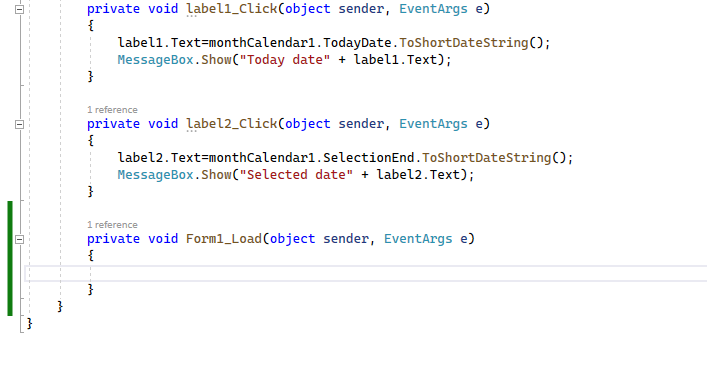 private void label1_Click(object sender, EventArgs e)
{
label1.Text=monthCalendar1.TodayDate.ToShortDateString();
MessageBox.Show("Today date" + label1.Text);
}
1 reference
private void label2_Click(object sender, EventArgs e)
{
label2.Text=monthCalendar1.SelectionEnd.ToShortDateString();
MessageBox.Show("Selected date" + label2.Text);
}
1 reference
private void Form1_Load(object sender, EventArgs e)
{
}
}
}